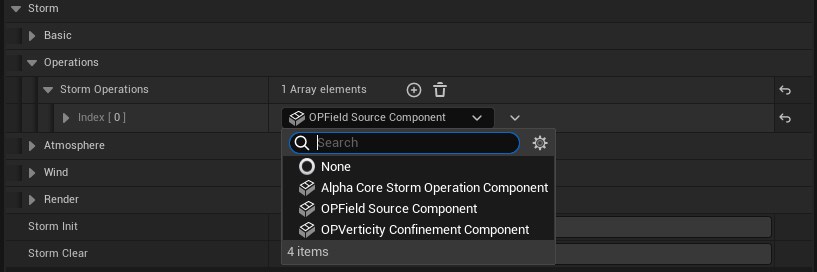 Storm
Basic
Operations
Storm Operations 1 Array elements
Index [ 0 ] OPField Source Component
Search
Atmosphere
None
Wind
Alpha Core Storm Operation Component
Render
OPField Source Component
Storm Init
OPVerticity Confinement Component
Storm Clear
4 items